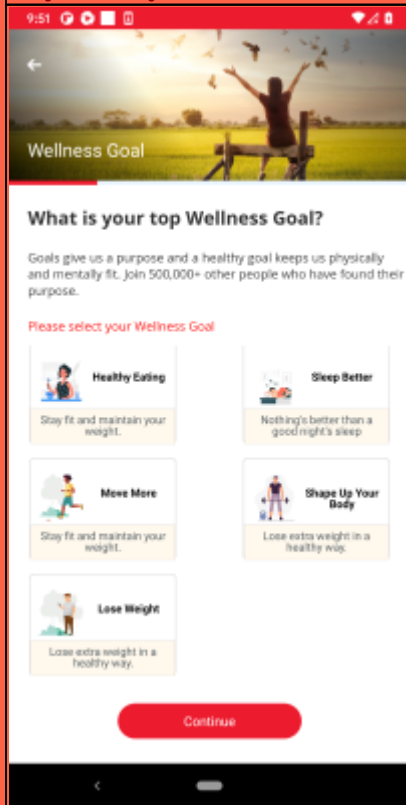 9:51
Wellness Goal
What is your top Wellness Goal?
Goals give us a purpose and a healthy goal keeps us physically
and mentally fit. Join 500,000+ other people who have found their
purpose.
Please select your Wellness Goal
Healthy Eating
Stay fit and maintain your
weight.
Sleep Better
Nothing's better than a
good night's sleep
Move More
Stay fit and maintain your
weight.
Shape Up Your
Body
Lose extra weight in a
healthy way.
Lose Weight
Lose extra weight in a
healthy way.
Continue